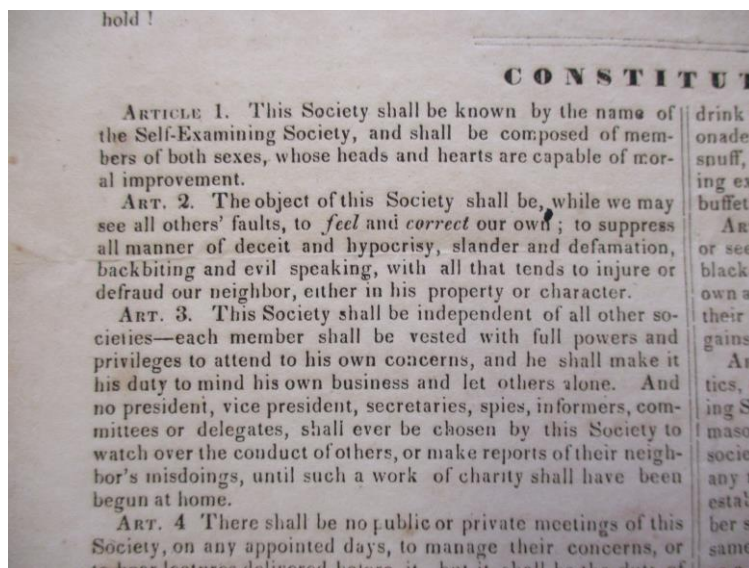 hold !
CONSTITUT
ARTICLE 1. This Society shall be known by the name of
the Self-Examining Society, and shall be composed of mem-
bers of both sexes, whose heads and hearts are capable of mor-
al improvement.
ART. 2. The object of this Society shall be, while we may
see all others' faults, to feel and correct our own ; to suppress
all manner of deceit and hypocrisy, slander and defamation,
backbiting and evil speaking, with all that tends to injure or
defraud our neighbor, either in his property or character.
ART. 3. This Society shall be independent of all other so-
cieties—each member shall be vested with full powers and
privileges to attend to his own concerns, and he shall make it
his duty to mind his own business and let others alone. And
no president, vice president, secretaries, spies, informers, com-
mittees or delegates, shall ever be chosen by this Society to
watch over the conduct of others, or make reports of their neigh-
bor's misdoings, until such a work of charity shall have been
begun at home.
ART. 4 There shall be no public or private meetings of this
Society, on any appointed days, to manage their concerns, or
drink
onade
snuff,
ing ex
buffet
AR
or see
black
own a
their
gains
AR
tics,
ing S
maso
socie
any t
estab
ber s
same